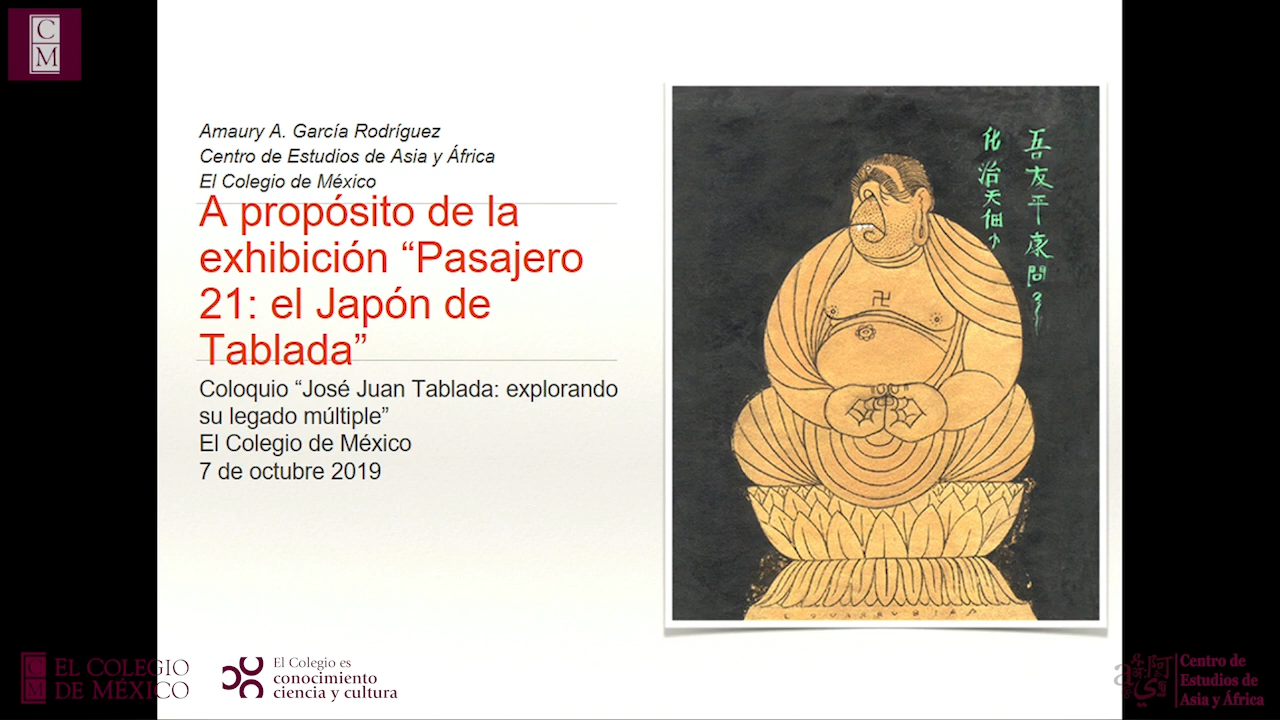 C
M
Amaury A. García Rodríguez
Centro de Estudios de Asia y África
El Colegio de México
A propósito de la
exhibición “Pasajero
21: el Japón de
Tablada”
Coloquio “José Juan Tablada: explorando
su legado múltiple”
El Colegio de México
7 de octubre 2019
吾友平康問
化治天佃
COVARRUBIAS
EL COLEGIO
DE MÉXICO
El Colegio es
conocimiento
ciencia y cultura
Centro de
Estudios de
Asia y África